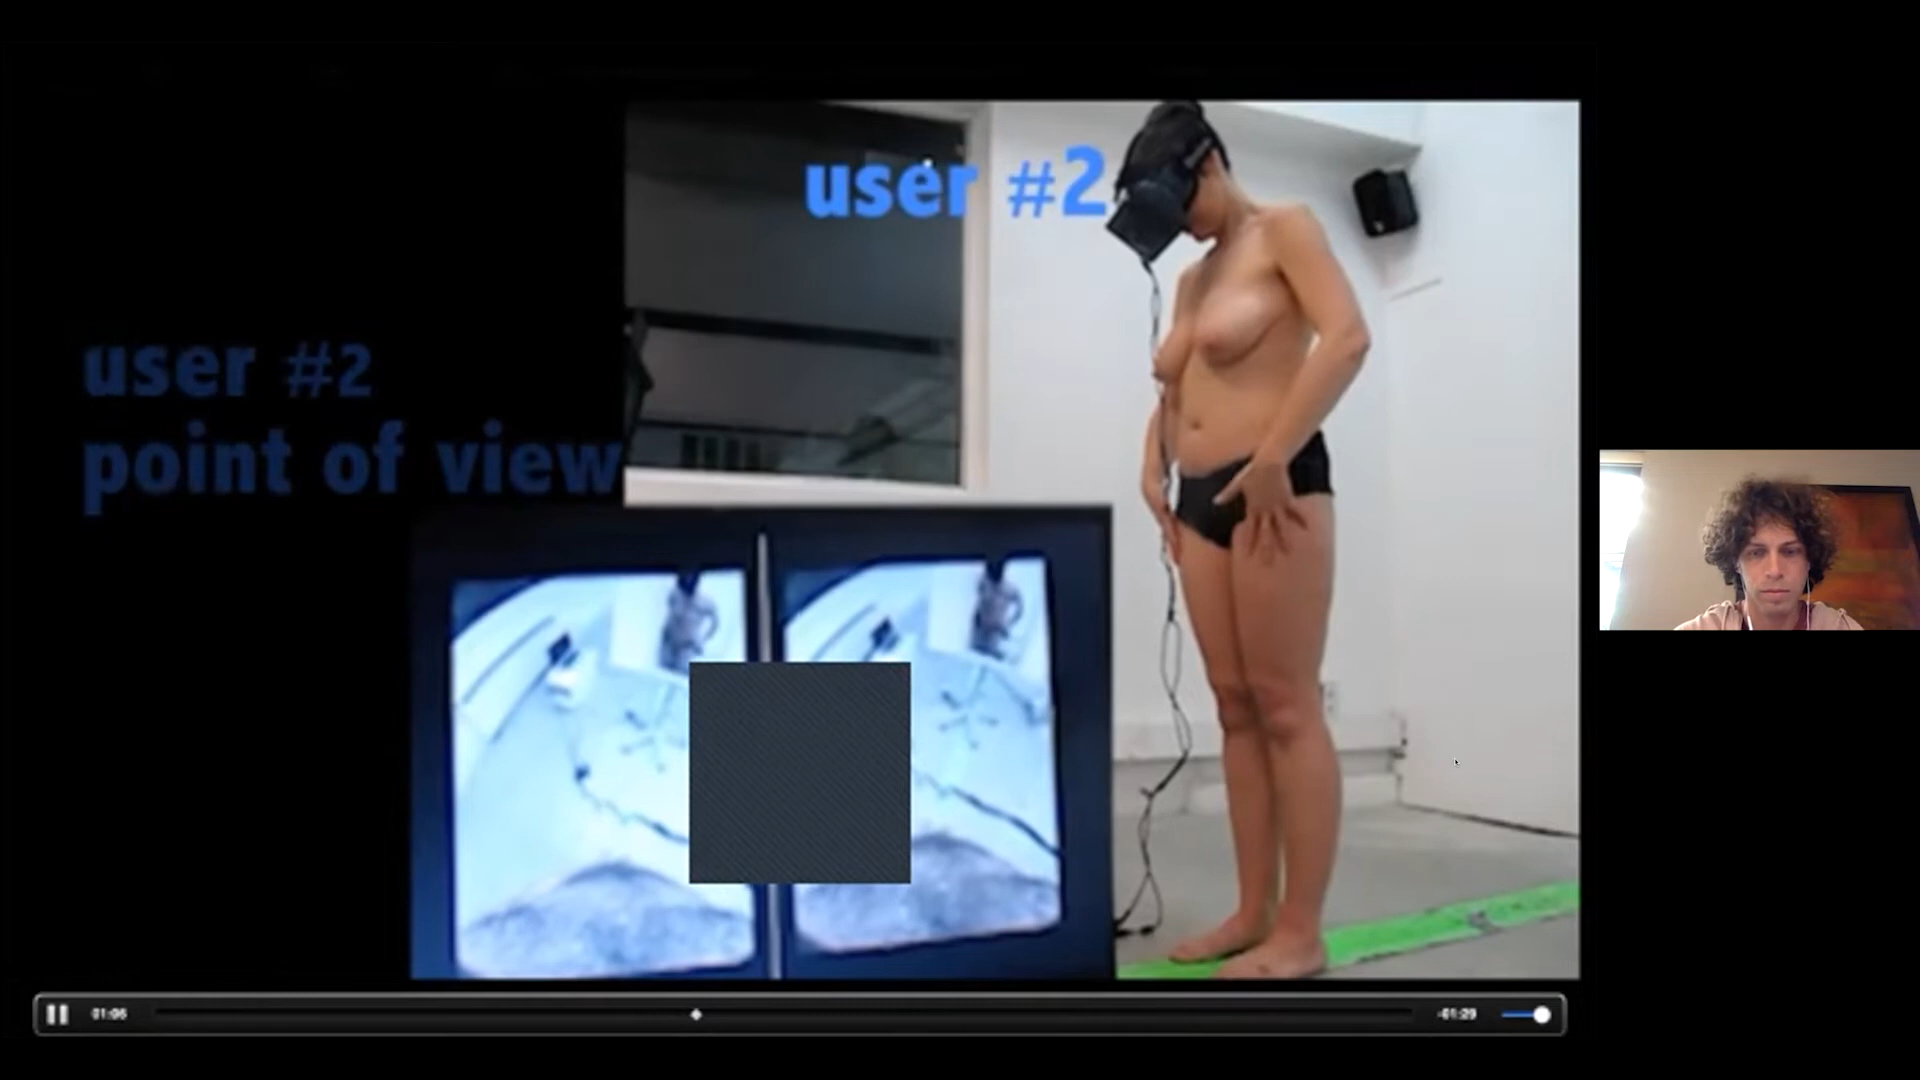 user #2
user #2
point of view
01:06
-01:29